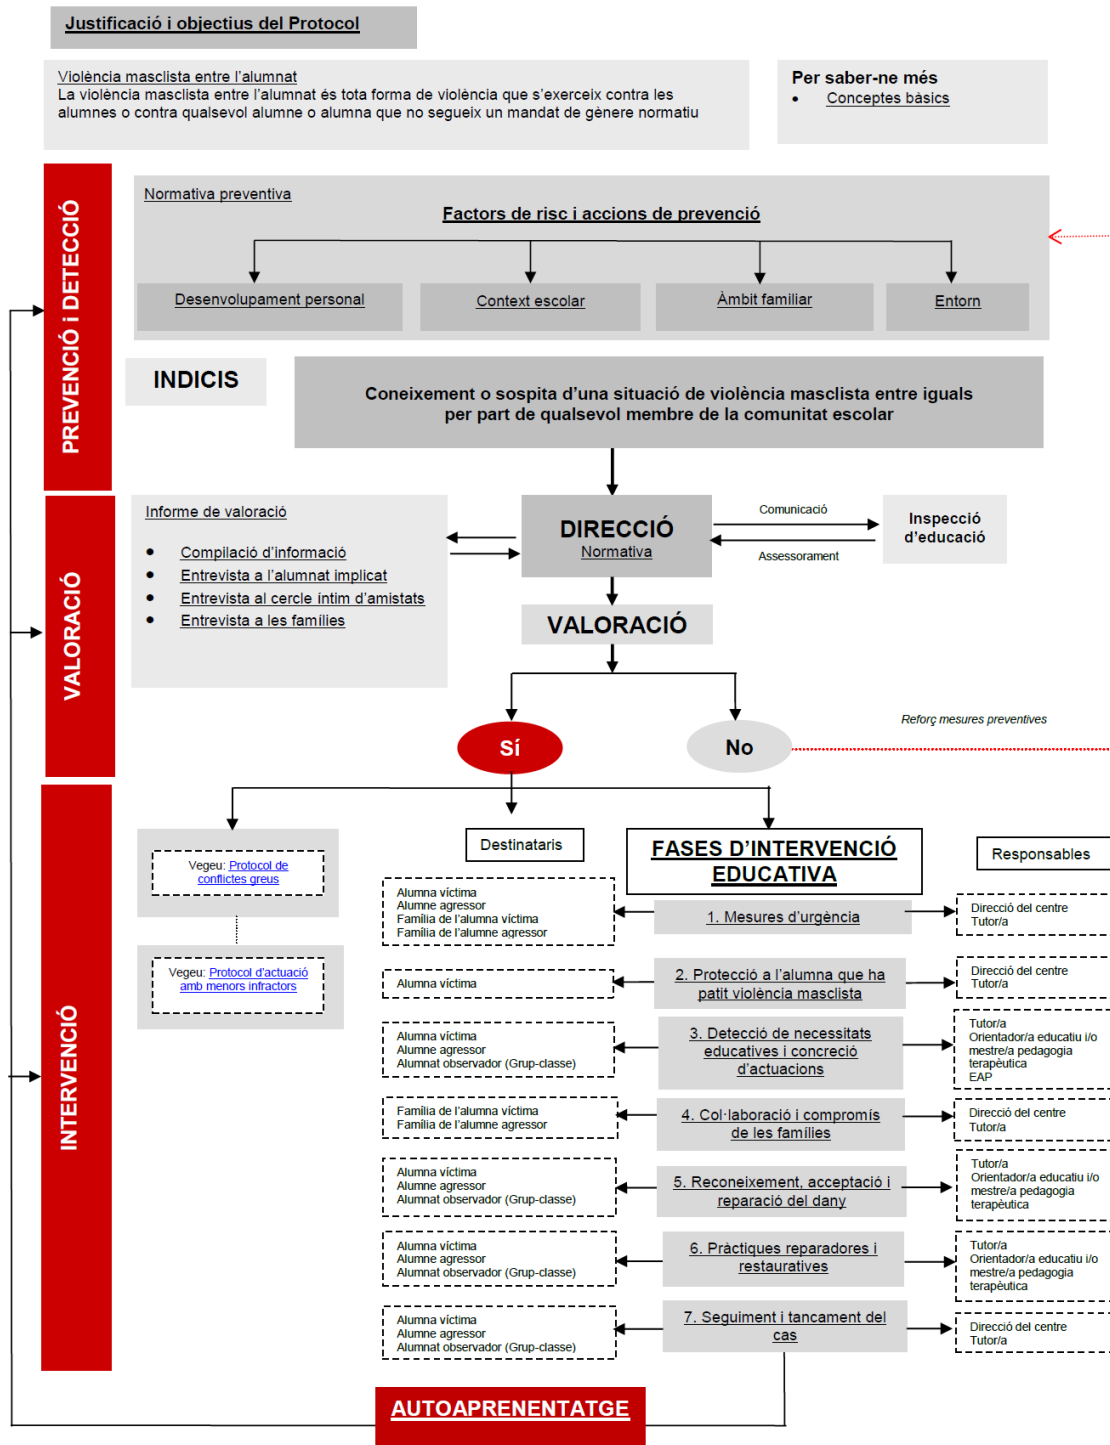 Justificació i objectius del Protocol
Violència masclista entre l'alumnat
La violència masclista entre l'alumnat és tota forma de violència que s'exerceix contra les
alumnes o contra qualsevol alumne o alumna que no segueix un mandat de gènere normatiu
Per saber-ne més
• Conceptes bàsics
PREVENCIÓ i DETECCIÓ
Normativa preventiva
Factors de risc i accions de prevenció
Desenvolupament personal
Context escolar
Àmbit familiar
Entorn
INDICIS
Coneixement o sospita d'una situació de violència masclista entre iguals
per part de qualsevol membre de la comunitat escolar
VALORACIÓ
Informe de valoració
• Compilació d'informació
• Entrevista a l'alumnat implicat
• Entrevista al cercle íntim d'amistats
• Entrevista a les famílies
DIRECCIÓ
Normativa
Comunicació
Assessorament
Inspecció
d'educació
VALORACIÓ
Sí
No
Reforç mesures preventives
INTERVENCIÓ
Vegeu: Protocol de
conflictes greus
Vegeu: Protocol d'actuació
amb menors infractors
Destinataris
FASES D'INTERVENCIÓ
EDUCATIVA
Responsables
Alumna víctima
Alumne agressor
Família de l'alumna víctima
Família de l'alumne agressor
1. Mesures d'urgència
Direcció del centre
Tutor/a
Alumna víctima
2. Protecció a l'alumna que ha
patit violència masclista
Direcció del centre
Tutor/a
Alumna víctima
Alumne agressor
Alumnat observador (Grup-classe)
3. Detecció de necessitats
educatives i concreció
d'actuacions
Tutor/a
Orientador/a educatiu i/o
mestre/a pedagogia
terapèutica
EAP
Família de l'alumna víctima
Família de l'alumne agressor
4. Col·laboració i compromís
de les famílies
Direcció del centre
Tutor/a
Alumna víctima
Alumne agressor
Alumnat observador (Grup-classe)
5. Reconeixement, acceptació i
reparació del dany
Tutor/a
Orientador/a educatiu i/o
mestre/a pedagogia
terapèutica
Alumna víctima
Alumne agressor
Alumnat observador (Grup-classe)
6. Pràctiques reparadores i
restauratives
Tutor/a
Orientador/a educatiu i/o
mestre/a pedagogia
terapèutica
Alumna víctima
Alumne agressor
Alumnat observador (Grup-classe)
7. Seguiment i tancament del
cas
Direcció del centre
Tutor/a
AUTOAPRENENTATGE